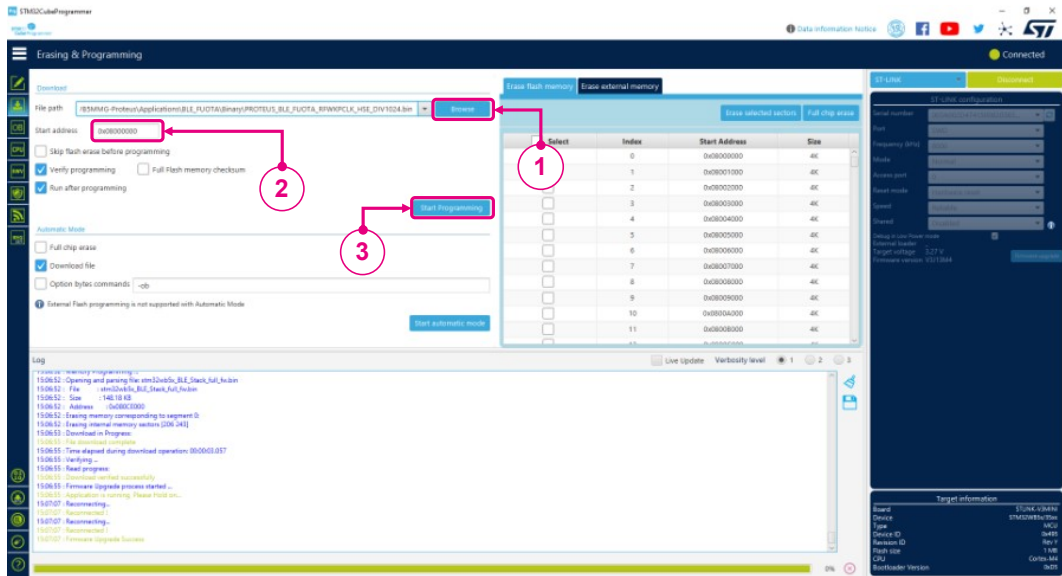 STM32CubeProgrammer
Data information Notice
Erasing & Programming
Connected
Download
File path
\B5MMG-Proteus\Applications\BLE_FUOTA\Binary\PROTEUS_BLE_FUOTA_RFWKPCLK_HSE_DIV1024.bin
Browse
Start address
0x08000000
Skip flash erase before programming
Verify programming
Full Flash memory checksum
Run after programming
Start Programming
1
2
3
Automatic Mode
Full chip erase
Download file
Option bytes commands
-ob
External Flash programming is not supported with Automatic Mode
Start automatic mode
Erase flash memory
Erase external memory
Erase selected sectors
Full chip erase
Select Index Start Address Size
0 0x08000000 4K
1 0x08001000 4K
2 0x08002000 4K
3 0x08003000 4K
4 0x08004000 4K
5 0x08005000 4K
6 0x08006000 4K
7 0x08007000 4K
8 0x08008000 4K
9 0x08009000 4K
10 0x0800A000 4K
11 0x0800B000 4K
ST-LINK
Disconnect
ST-LINK configuration
Serial number
Port
Frequency (kHz)
Mode
Access port
Reset mode
Speed
Shared
Debug in Low Power mode
External loader
Target voltage 3.27 V
Firmware version V3J13M4
Firmware upgrade
Log
Live Update
Verbosity level
1
2
3
15:06:52 : Opening and parsing file: stm32wb5x_BLE_Stack_full_fw.bin
15:06:52 : File : stm32wb5x_BLE_Stack_full_fw.bin
15:06:52 : Size : 148.18 KB
15:06:52 : Address : 0x080CE000
15:06:52 : Erasing memory corresponding to segment 0:
15:06:52 : Erasing internal memory sectors [206 243]
15:06:53 : Download in Progress:
15:06:55 : File download complete
15:06:55 : Time elapsed during download operation: 00:00:03.057
15:06:55 : Verifying ...
15:06:55 : Read progress:
15:06:55 : Download verified successfully
15:06:55 : Firmware Upgrade process started ...
15:06:55 : Application is running, Please Hold on...
15:07:07 : Reconnecting...
15:07:07 : Reconnected !
15:07:07 : Reconnecting...
15:07:07 : Reconnected !
15:07:07 : Firmware Upgrade Success
0%
Target information
Board STLINK-V3MINI
Device STM32WB5x/35xx
Type MCU
Device ID 0x495
Revision ID Rev Y
Flash size 1 MB
CPU Cortex-M4
Bootloader Version 0xD5